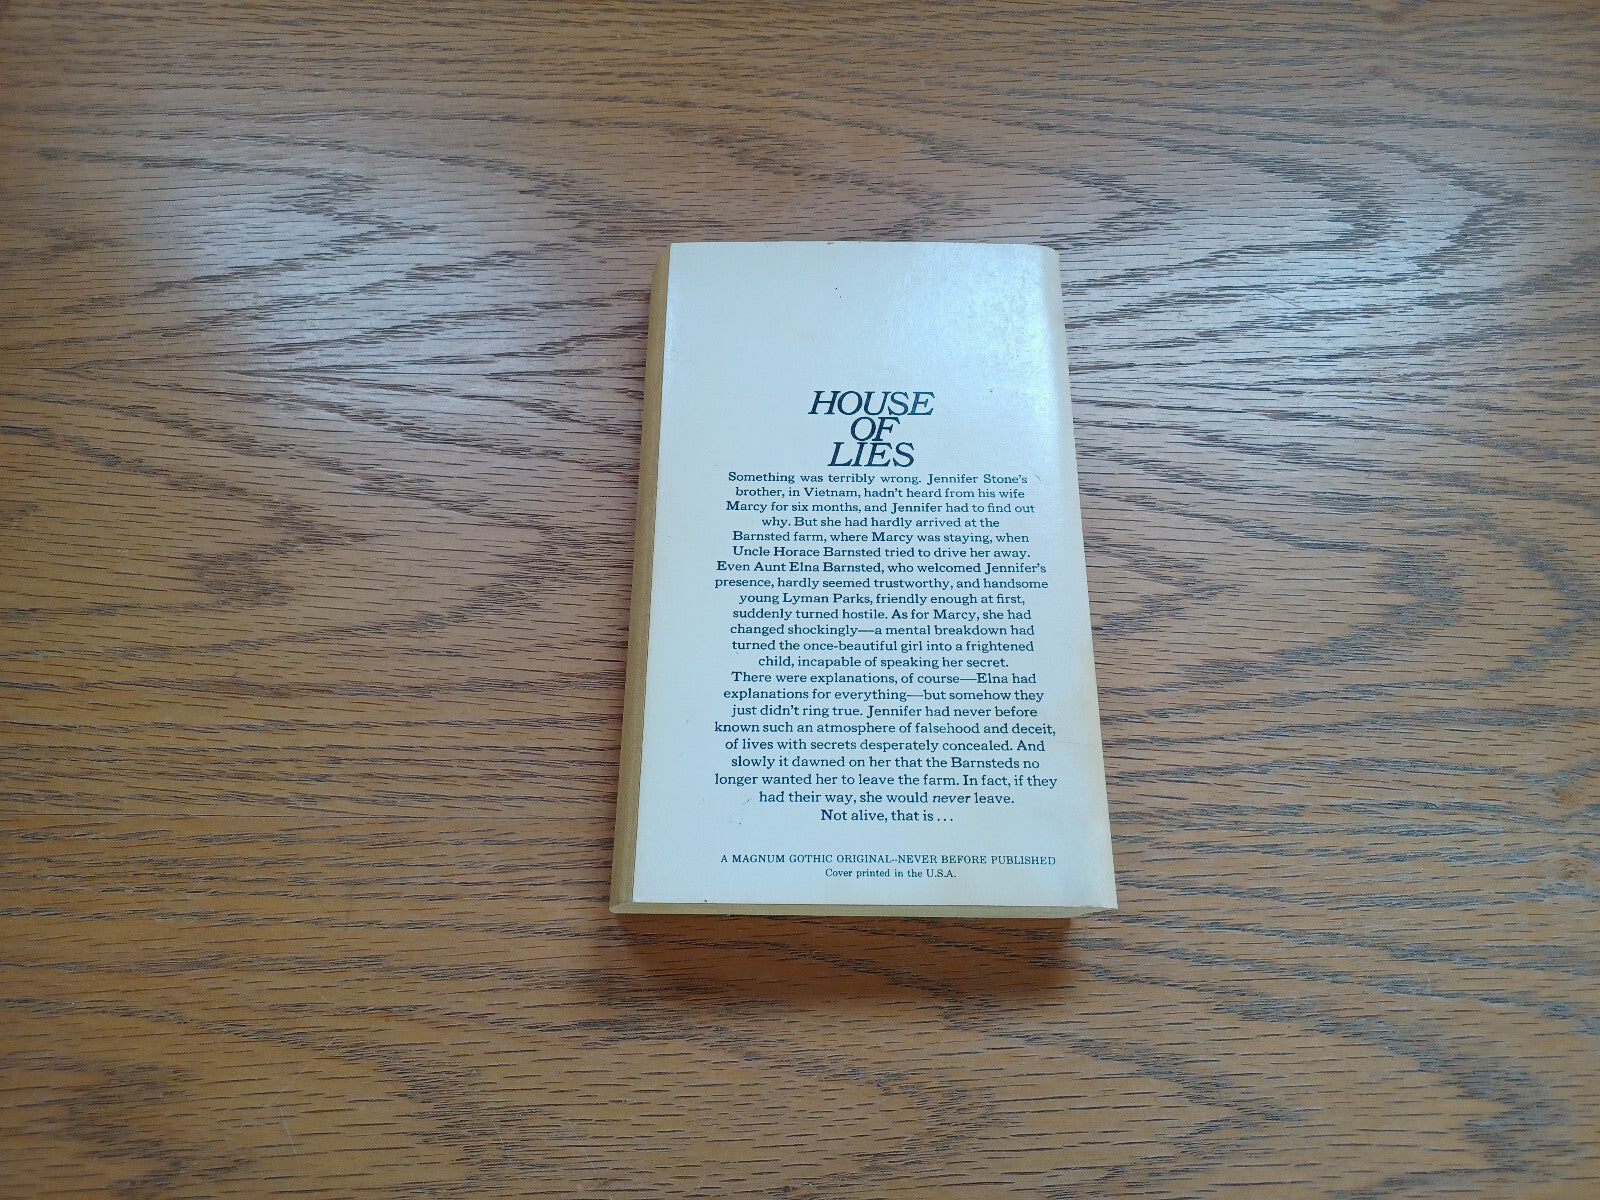 HOUSE
OF
LIES
Something was terribly wrong. Jennifer Stone's
brother, in Vietnam, hadn't heard from his wife
Marcy for six months, and Jennifer had to find out
why. But she had hardly arrived at the
Barnsted farm, where Marcy was staying, when
Uncle Horace Barnsted tried to drive her away.
Even Aunt Elna Barnsted, who welcomed Jennifer's
presence, hardly seemed trustworthy, and handsome
young Lyman Parks, friendly enough at first,
suddenly turned hostile. As for Marcy, she had
changed shockingly—a mental breakdown had
turned the once-beautiful girl into a frightened
child, incapable of speaking her secret.
There were explanations, of course—Elna had
explanations for everything—but somehow they
just didn't ring true. Jennifer had never before
known such an atmosphere of falsehood and deceit,
of lives with secrets desperately concealed. And
slowly it dawned on her that the Barnsteds no
longer wanted her to leave the farm. In fact, if they
had their way, she would never leave.
Not alive, that is . . .
A MAGNUM GOTHIC ORIGINAL--NEVER BEFORE PUBLISHED
Cover printed in the U.S.A.